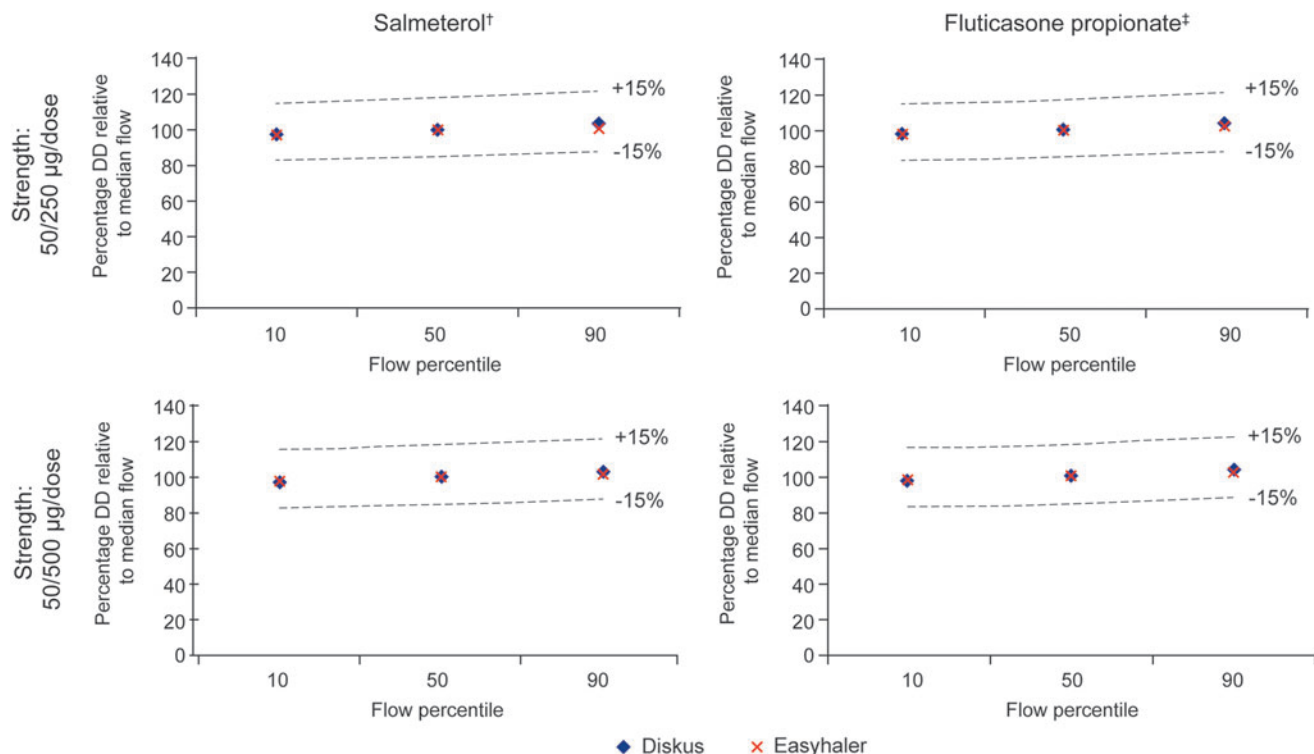 Salmeterol†
Fluticasone propionate‡
Strength:
50/250 µg/dose
Percentage DD relative
to median flow
140
120
100
80
60
40
20
0
+15%
-15%
10 50 90
Flow percentile
Percentage DD relative
to median flow
140
120
100
80
60
40
20
0
+15%
-15%
10 50 90
Flow percentile
Strength:
50/500 µg/dose
Percentage DD relative
to median flow
140
120
100
80
60
40
20
0
+15%
-15%
10 50 90
Flow percentile
Percentage DD relative
to median flow
140
120
100
80
60
40
20
0
+15%
-15%
10 50 90
Flow percentile
Diskus Easyhaler